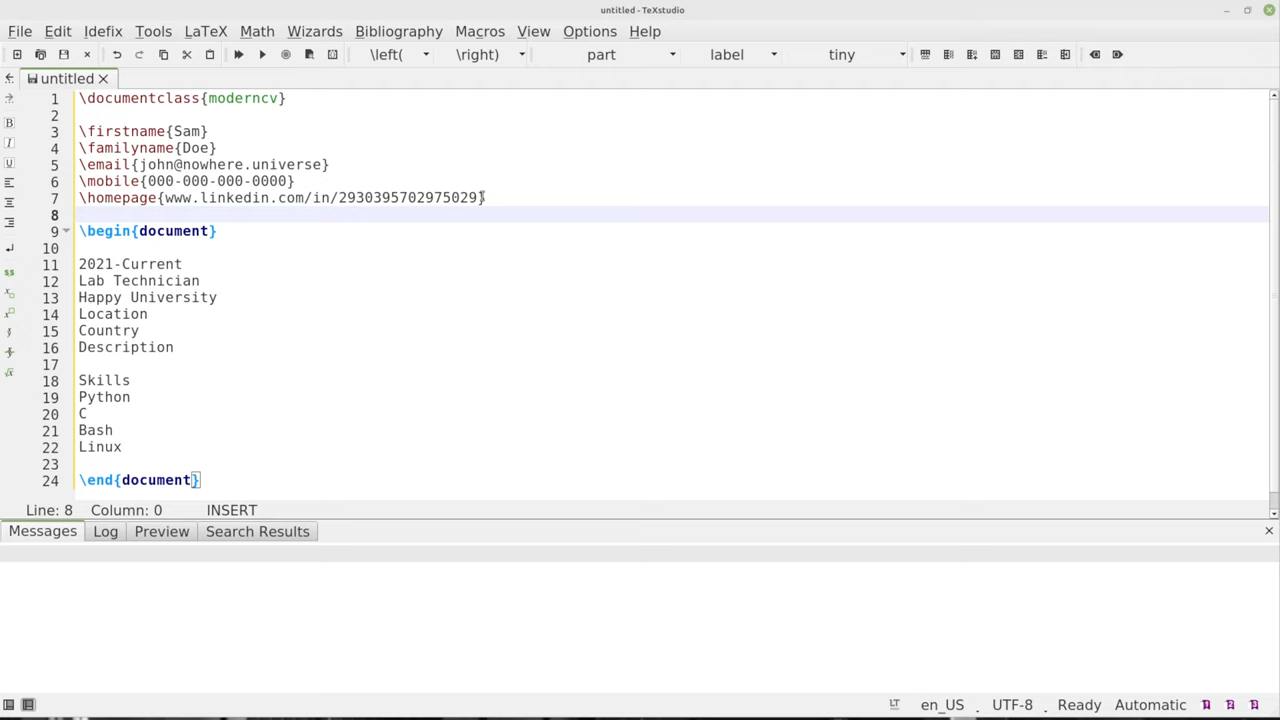 untitled - TeXstudio
File Edit Idefix Tools LaTeX Math Wizards Bibliography Macros View Options Help
\left( \right) part label tiny
untitled
1 \documentclass{moderncv}
2
3 \firstname{Sam}
4 \familyname{Doe}
5 \email{john@nowhere.universe}
6 \mobile{000-000-000-0000}
7 \homepage{www.linkedin.com/in/2930395702975029}
8
9 \begin{document}
10
11 2021-Current
12 Lab Technician
13 Happy University
14 Location
15 Country
16 Description
17
18 Skills
19 Python
20 C
21 Bash
22 Linux
23
24 \end{document}
Line: 8 Column: 0 INSERT
Messages Log Preview Search Results
LT en_US UTF-8 Ready Automatic